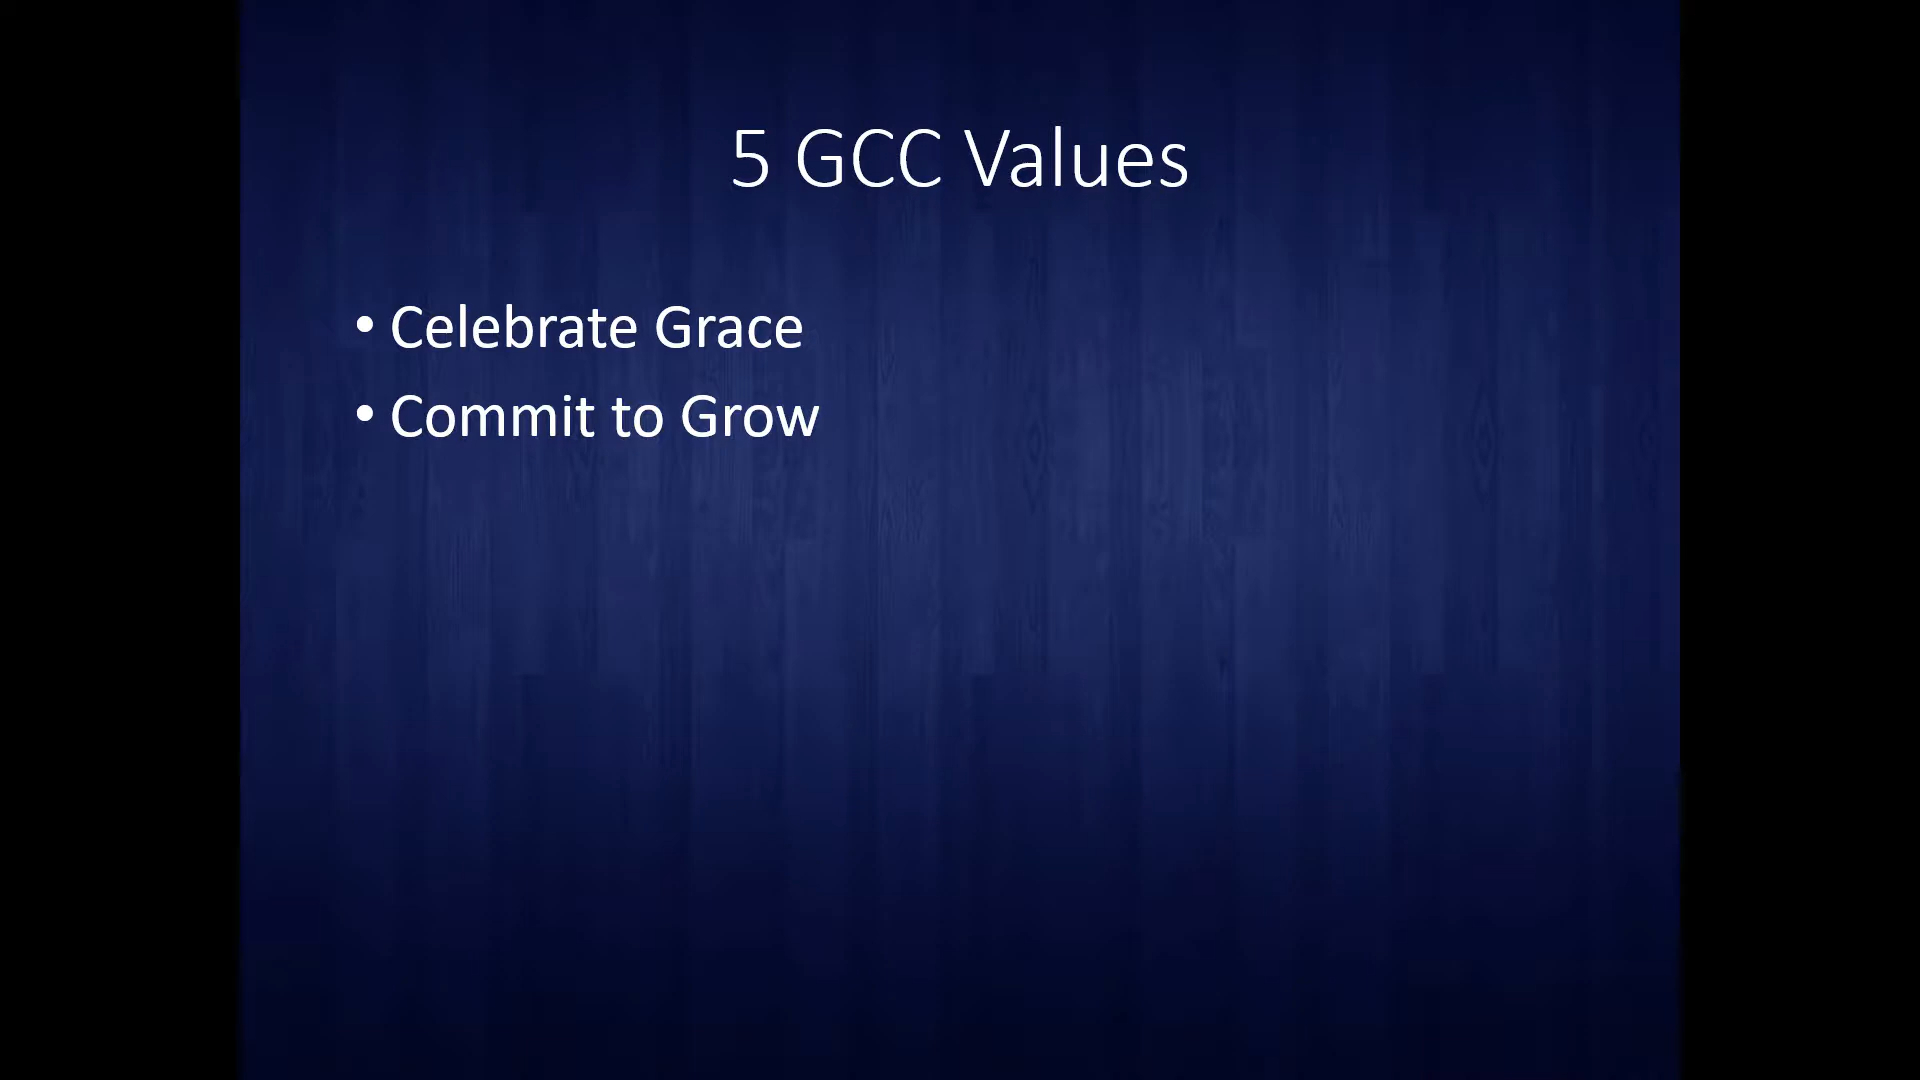 5 GCC Values
• Celebrate Grace
• Commit to Grow